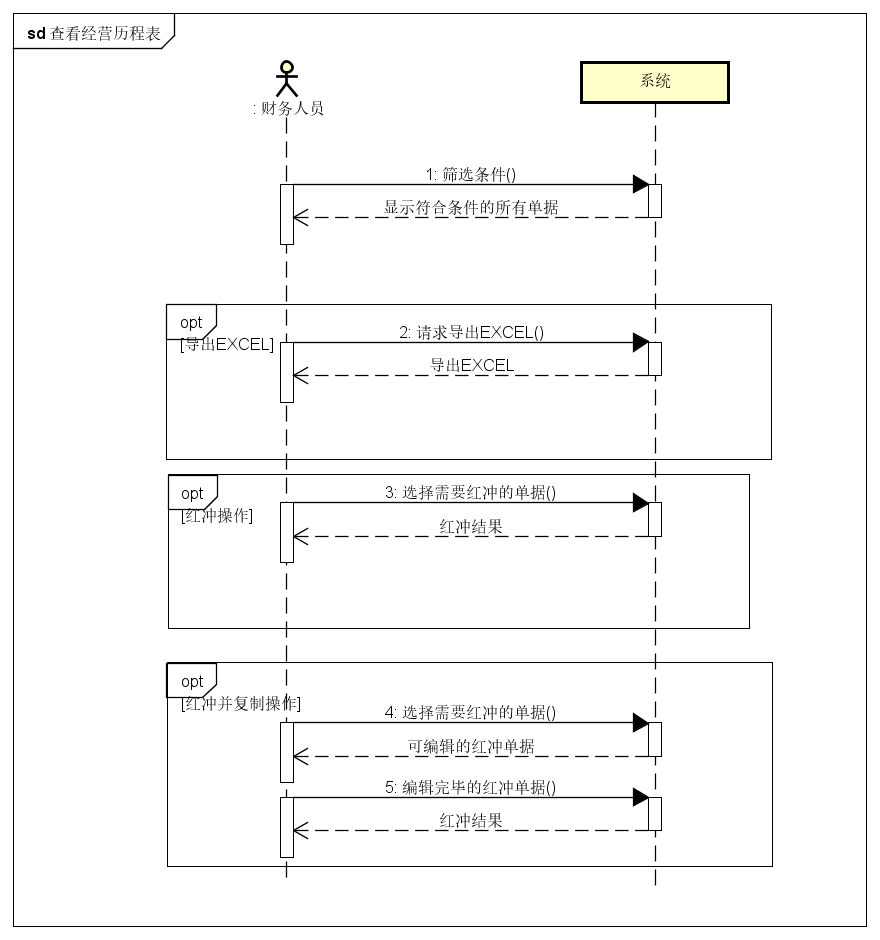 sd 查看经营历程表
: 财务人员
系统
1: 筛选条件()
显示符合条件的所有单据
opt
[导出EXCEL]
2: 请求导出EXCEL()
导出EXCEL
opt
[红冲操作]
3: 选择需要红冲的单据()
红冲结果
opt
[红冲并复制操作]
4: 选择需要红冲的单据()
可编辑的红冲单据
5: 编辑完毕的红冲单据()
红冲结果